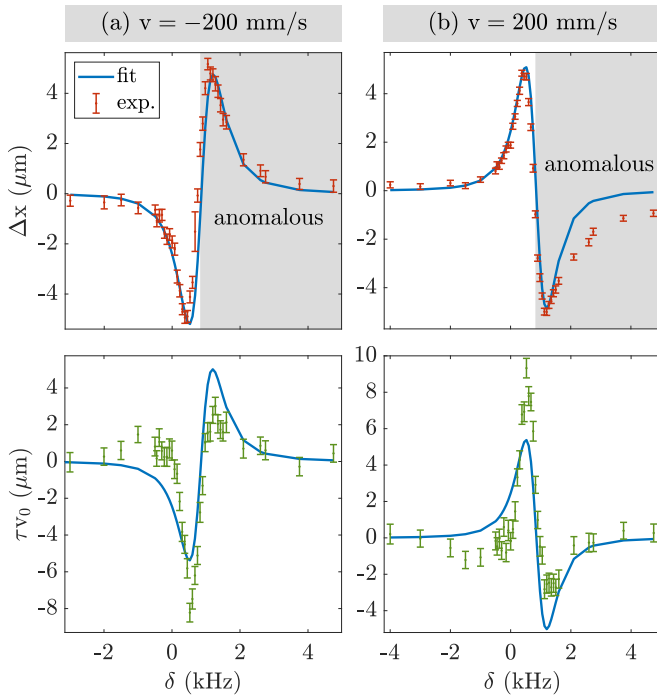 (a) v = −200 mm/s
(b) v = 200 mm/s
fit
exp.
anomalous
anomalous
Δx (μm)
4
2
0
-2
-4
4
2
0
-2
-4
τv₀ (μm)
4
2
0
-2
-4
-6
-8
10
8
6
4
2
0
-2
-4
-2 0 2 4
-4 -2 0 2 4
δ (kHz)
δ (kHz)